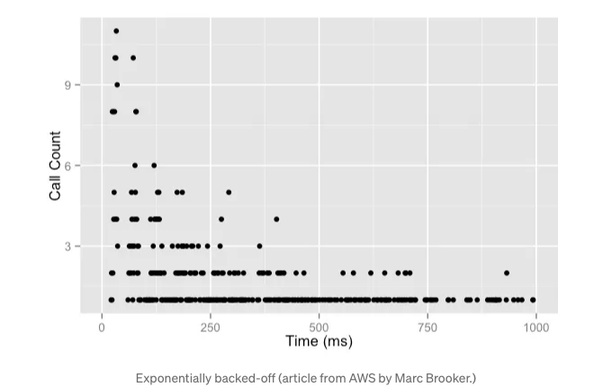 9
6
3
Call Count
0
250
500
750
1000
Time (ms)
Exponentially backed-off (article from AWS by Marc Brooker.)